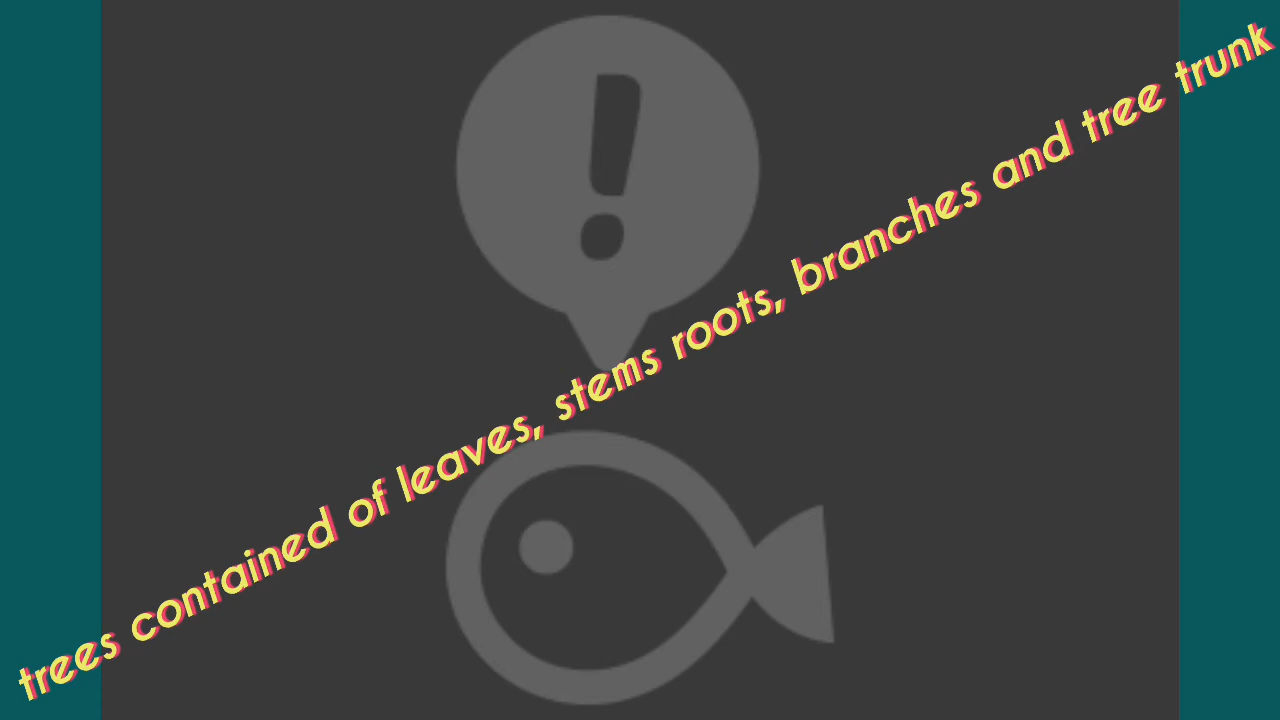 trees contained of leaves, stems roots, branches and tree trunk